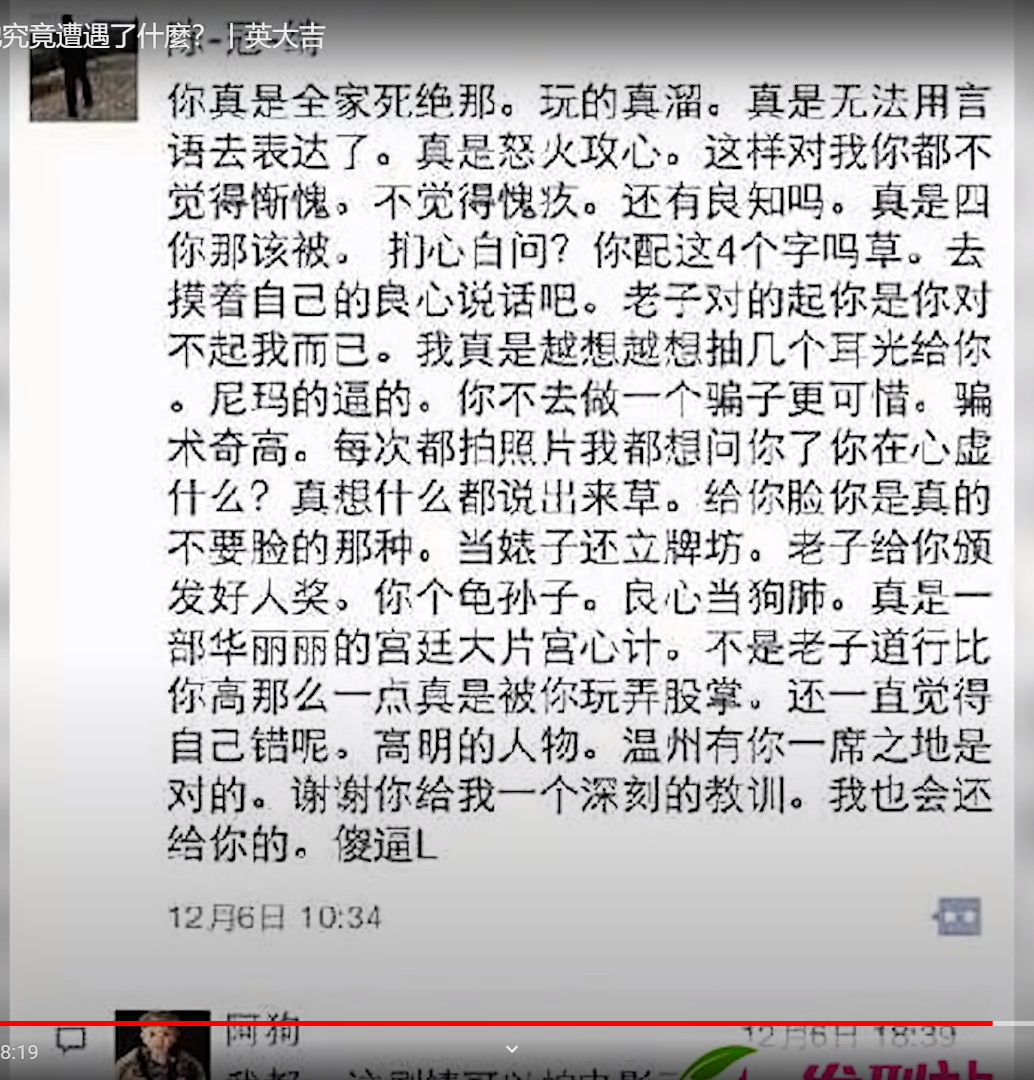 究竟遭遇了什麼？丨英大吉
你真是全家死绝那。玩的真溜。真是无法用言
语去表达了。真是怒火攻心。这样对我你都不
觉得惭愧。不觉得愧疚。还有良知吗。真是四
你那该被。 扪心自问？你配这4个字吗草。去
摸着自己的良心说话吧。老子对的起你是你对
不起我而已。我真是越想越想抽几个耳光给你
。尼玛的逼的。你不去做一个骗子更可惜。骗
术奇高。每次都拍照片我都想问你了你在心虚
什么？真想什么都说出来草。给你脸你是真的
不要脸的那种。当婊子还立牌坊。老子给你颁
发好人奖。你个龟孙子。良心当狗肺。真是一
部华丽丽的宫廷大片宫心计。不是老子道行比
你高那么一点真是被你玩弄股掌。还一直觉得
自己错呢。高明的人物。温州有你一席之地是
对的。谢谢你给我一个深刻的教训。我也会还
给你的。傻逼L
12月6日 10:34
阿狗
12月6日 18:39
8:19